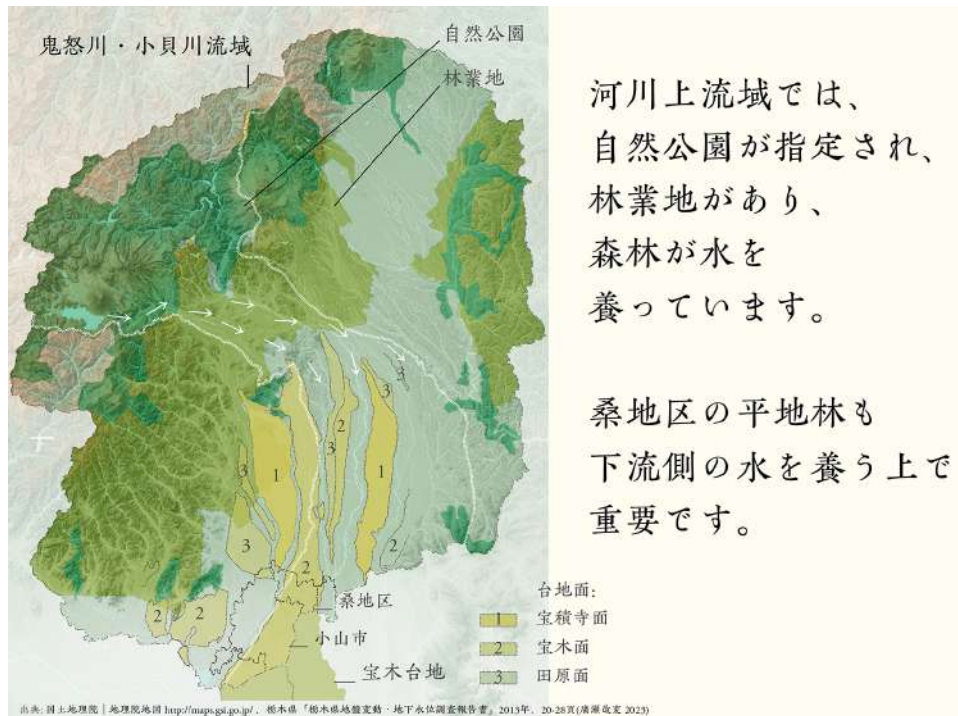 鬼怒川・小貝川流域
自然公園
林業地
河川上流域では、
自然公園が指定され、
林業地があり、
森林が水を
養っています。
桑地区の平地林も
下流側の水を養う上で
重要です。
3
2
3
3
1
3
1
3
2
2
2
2
桑地区
小山市
宝木台地
台地面:
1 宝積寺面
2 宝木面
3 田原面
出典: 国土地理院 | 地理院地図 http://maps.gsi.go.jp/ 、栃木県「栃木県地盤変動・地下水位調査報告書」2013年、20-28頁(廣瀬改変 2023)